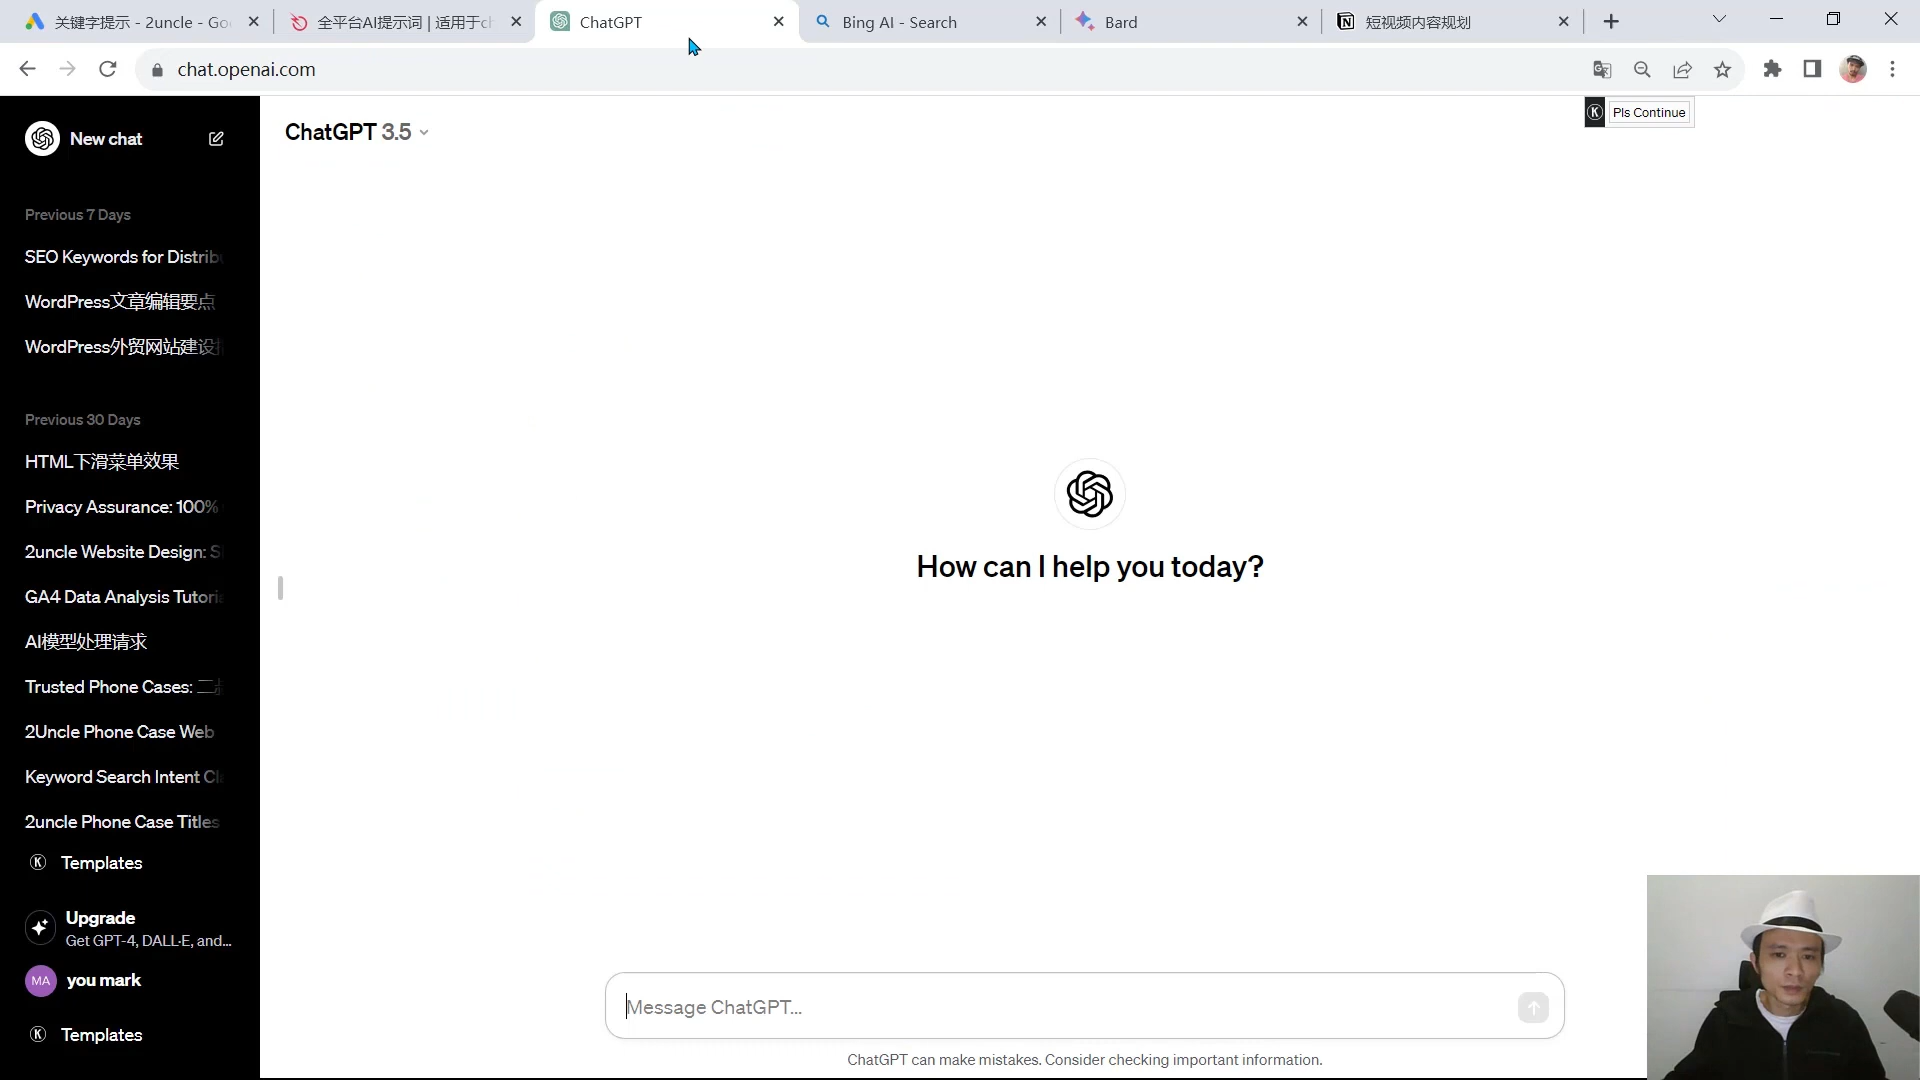 关键字提示 - 2uncle - Go
全平台AI提示词 | 适用于ch
ChatGPT
Bing AI - Search
Bard
短视频内容规划
chat.openai.com
Pls Continue
New chat
ChatGPT 3.5
Previous 7 Days
SEO Keywords for Distrib
WordPress文章编辑要点
WordPress外贸网站建设
Previous 30 Days
HTML下滑菜单效果
Privacy Assurance: 100%
2uncle Website Design: S
GA4 Data Analysis Tutori
AI模型处理请求
Trusted Phone Cases: 二
2Uncle Phone Case Web
Keyword Search Intent Cl
2uncle Phone Case Titles
K Templates
Upgrade
Get GPT-4, DALL·E, and...
MA you mark
K Templates
How can I help you today?
Message ChatGPT...
ChatGPT can make mistakes. Consider checking important information.